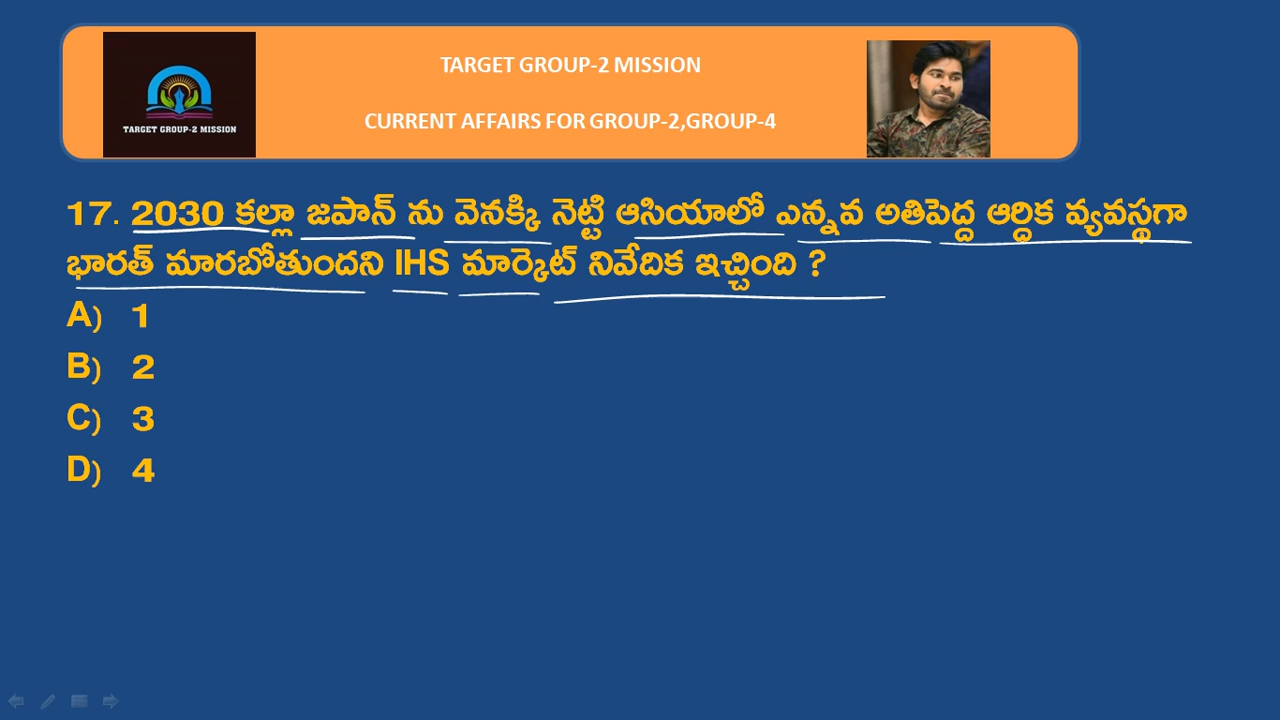 TARGET GROUP-2 MISSION
TARGET GROUP-2 MISSION
CURRENT AFFAIRS FOR GROUP-2,GROUP-4
17. 2030 కల్లా జపాన్ ను వెనక్కి నెట్టి ఆసియాలో ఎన్నవ అతిపెద్ద ఆర్ధిక వ్యవస్థగా
భారత్ మారబోతుందని IHS మార్కెట్ నివేదిక ఇచ్చింది ?
A) 1
B) 2
C) 3
D) 4